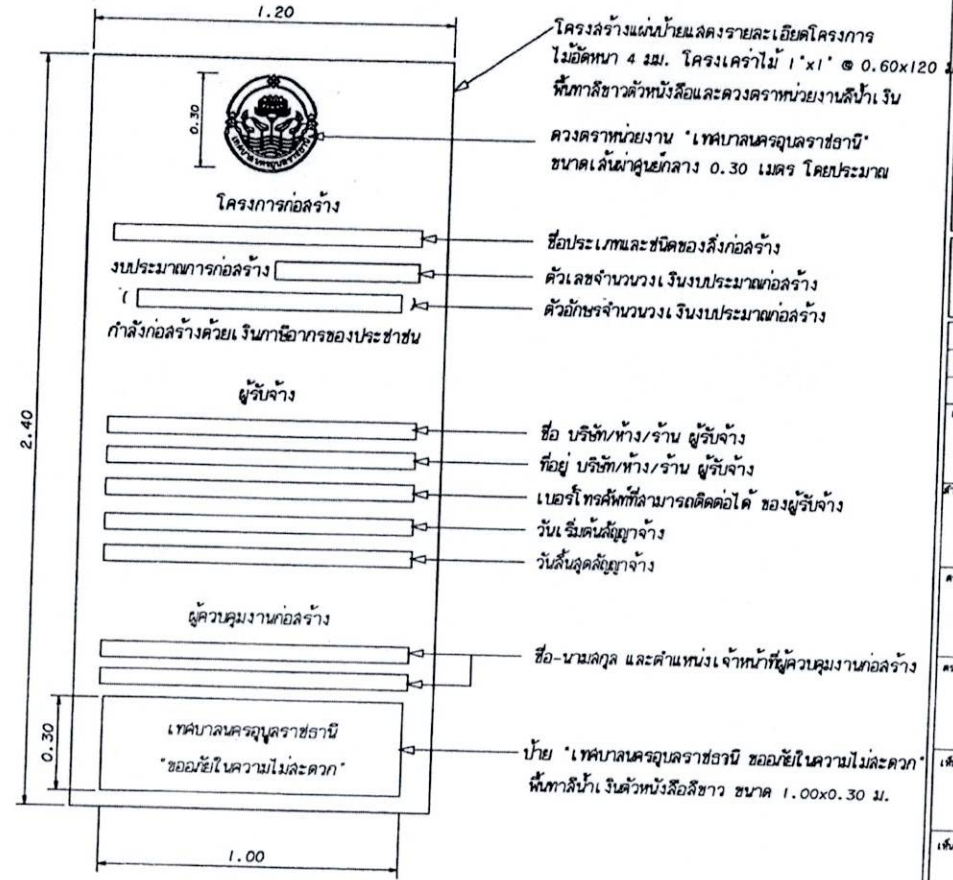 1.20
โครงสร้างแผ่นป้ายแสดงรายละเอียดโครงการ
ไม้อัดหนา 4 มม. โครงเคร่าไม้ 1"x1" @ 0.60x120
พื้นทาสีขาวตัวหนังสือและดวงตราหน่วยงานสีน้ำเงิน
0.30
เทศบาลนครอุบลราชธานี
ดวงตราหน่วยงาน "เทศบาลนครอุบลราชธานี"
ขนาดเส้นผ่าศูนย์กลาง 0.30 เมตร โดยประมาณ
โครงการก่อสร้าง
ชื่อประเภทและชนิดของสิ่งก่อสร้าง
งบประมาณการก่อสร้าง
ตัวเลขจำนวนวงเงินงบประมาณก่อสร้าง
( )
ตัวอักษรจำนวนวงเงินงบประมาณก่อสร้าง
กำลังก่อสร้างด้วยเงินภาษีอากรของประชาชน
2.40
ผู้รับจ้าง
ชื่อ บริษัท/ห้าง/ร้าน ผู้รับจ้าง
ที่อยู่ บริษัท/ห้าง/ร้าน ผู้รับจ้าง
เบอร์โทรศัพท์ที่สามารถติดต่อได้ ของผู้รับจ้าง
วันเริ่มต้นสัญญาจ้าง
วันสิ้นสุดสัญญาจ้าง
ผู้ควบคุมงานก่อสร้าง
ชื่อ-นามสกุล และตำแหน่งเจ้าหน้าที่ผู้ควบคุมงานก่อสร้าง
0.30
เทศบาลนครอุบลราชธานี
"ขออภัยในความไม่สะดวก"
ป้าย "เทศบาลนครอุบลราชธานี ขออภัยในความไม่สะดวก"
พื้นทาสีน้ำเงินตัวหนังสือสีขาว ขนาด 1.00x0.30 ม.
1.00